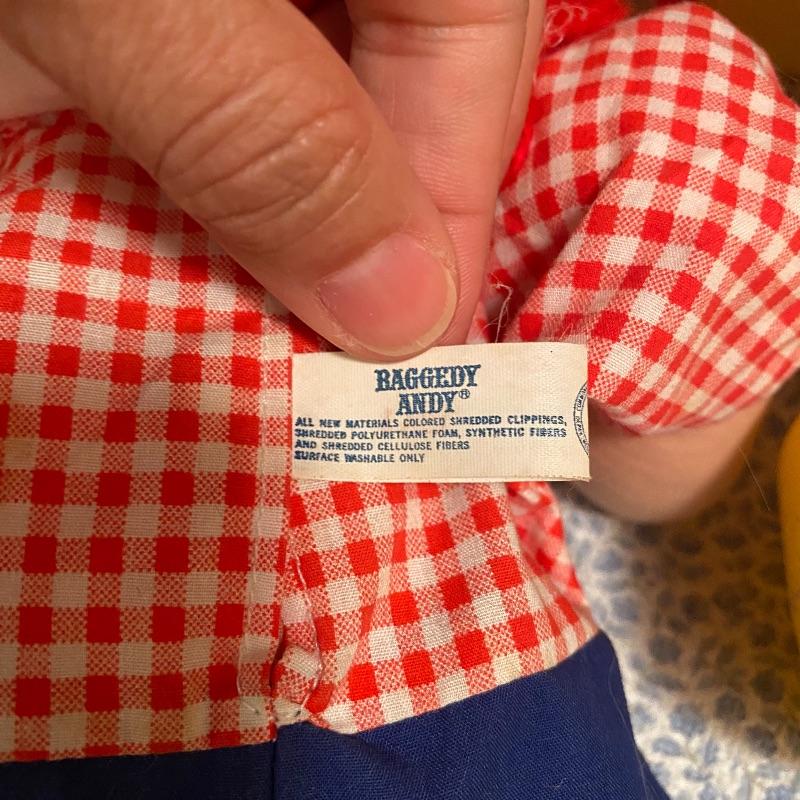 RAGGEDY
ANDY®
ALL NEW MATERIALS COLORED SHREDDED CLIPPINGS,
SHREDDED POLYURETHANE FOAM, SYNTHETIC FIBERS
AND SHREDDED CELLULOSE FIBERS
SURFACE WASHABLE ONLY